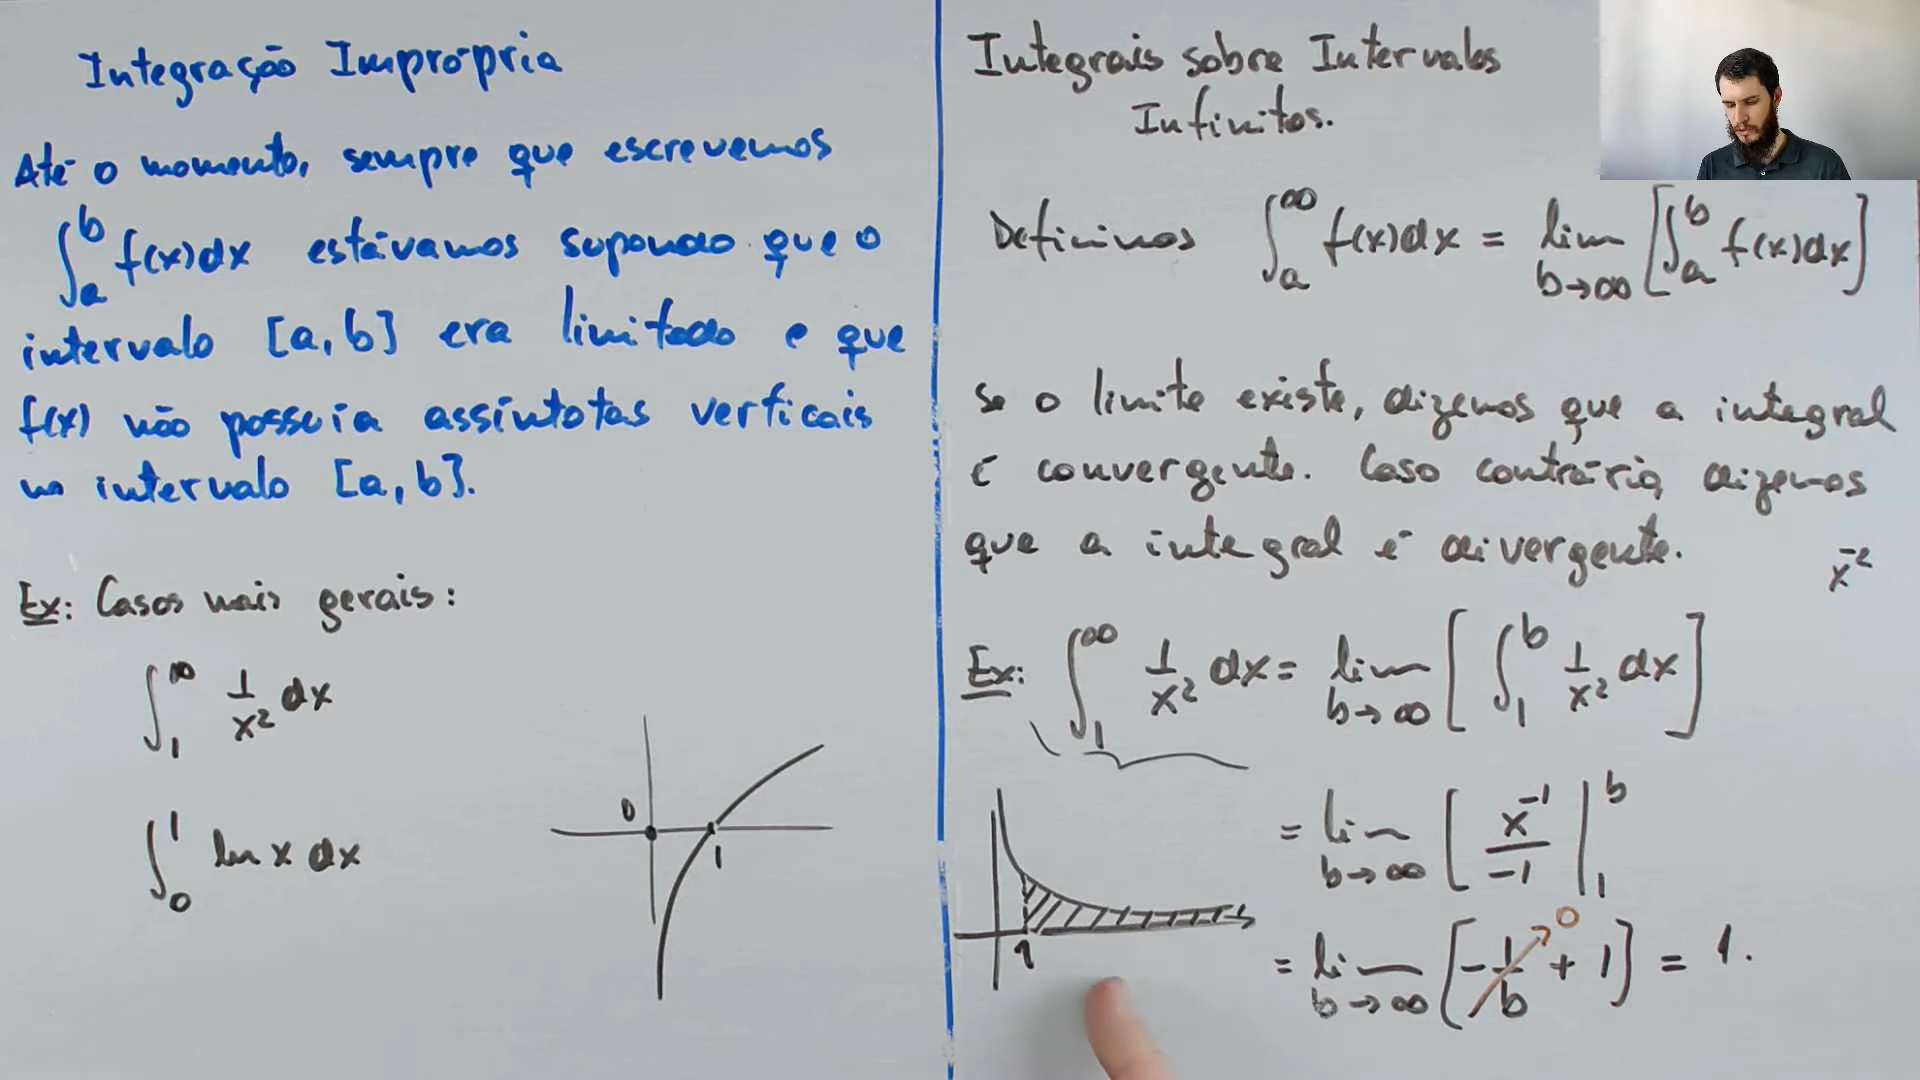 Integração Imprópria
Até o momento, sempre que escrevemos
∫_a^b f(x)dx estávamos supondo que o
intervalo [a,b] era limitado e que
f(x) não possuia assíntotas verticais
no intervalo [a,b].
Ex: Casos mais gerais:
∫_1^∞ 1/x² dx
∫_0^1 ln x dx
0
1
Integrais sobre Intervalos
Infinitos.
Definimos ∫_a^∞ f(x)dx = lim_{b→∞} [∫_a^b f(x)dx]
Se o limite existe, dizemos que a integral
é convergente. Caso contrário, dizemos
que a integral é divergente.
x⁻²
Ex: ∫_1^∞ 1/x² dx = lim_{b→∞} [∫_1^b 1/x² dx]
= lim_{b→∞} [x⁻¹/-1 |_1^b
= lim_{b→∞} [-1/b + 1] = 1.
0
1